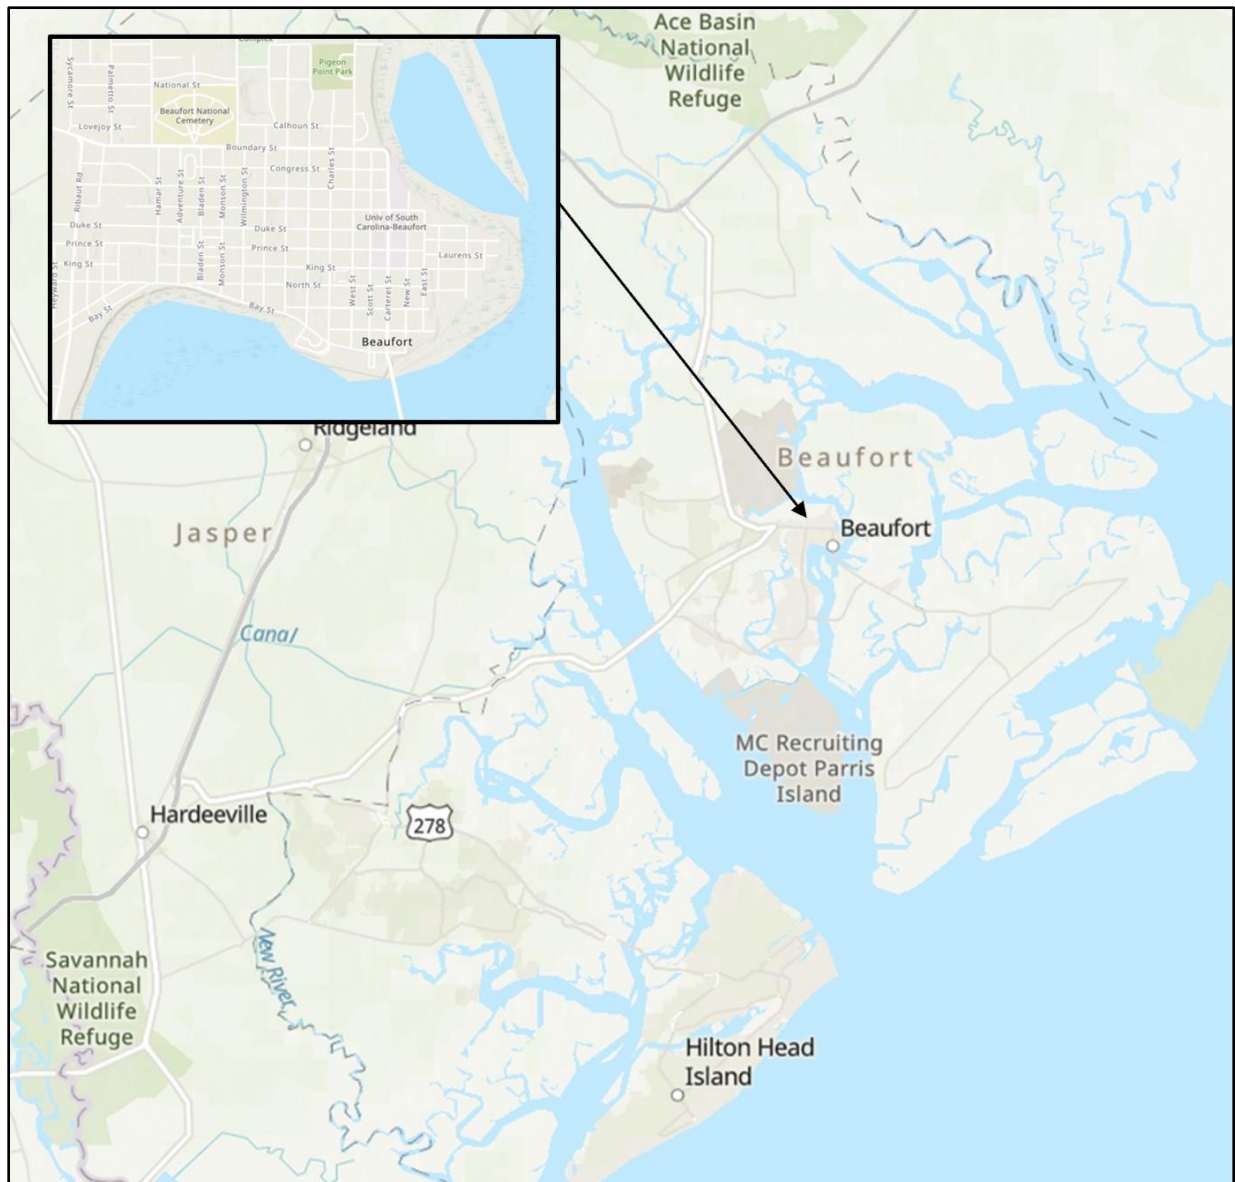 Ace Basin
National
Wildlife
Refuge
Complex
Pigeon
Point Park
Sycamore St
Palmetto St
National St
Beaufort National
Cemetery
Lovejoy St
Calhoun St
Boundary St
Congress St
Charles St
Ribaut Rd
Hamar St
Adventure St
Bladen St
Monson St
Wilmington St
Univ of South
Carolina-Beaufort
Duke St
Duke St
Prince St
Prince St
Laurens St
King St
King St
Bladen St
Monson St
North St
West St
Scott St
Carteret St
New St
East St
Heyward St
Bay St
Bay St
Beaufort
Ridgeland
Beaufort
Jasper
Beaufort
Canal
MC Recruiting
Depot Parris
Island
Hardeeville
278
New River
Savannah
National
Wildlife
Refuge
Hilton Head
Island